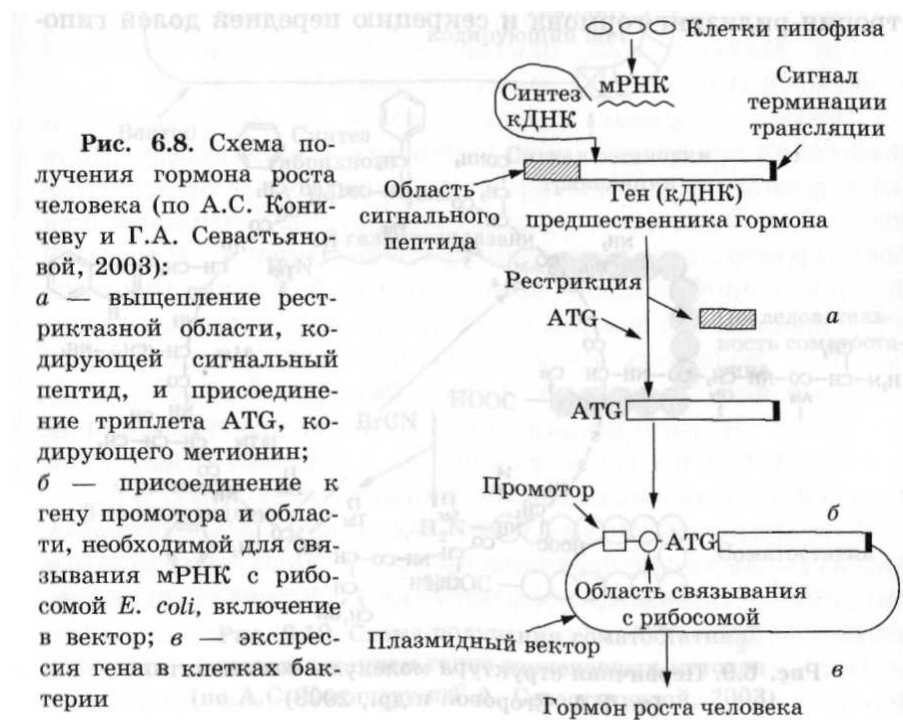 Рис. 6.8. Схема по-
лучения гормона роста
человека (по А.С. Кони-
чеву и Г.А. Севастьяно-
вой, 2003):
а — выщепление рест-
риктазной области, ко-
дирующей сигнальный
пептид, и присоедине-
ние триплета ATG, ко-
дирующего метионин;
б — присоединение к
гену промотора и облас-
ти, необходимой для свя-
зывания мРНК с рибо-
сомой E. coli, включение
в вектор; в — экспрес-
сия гена в клетках бак-
терии
Клетки гипофиза
мРНК
Синтез
кДНК
Сигнал
терминации
трансляции
Область
сигнального
пептида
Ген (кДНК)
предшественника гормона
Рестрикция
ATG
а
ATG
Промотор
б
ATG
Область связывания
с рибосомой
Плазмидный вектор
в
Гормон роста человека